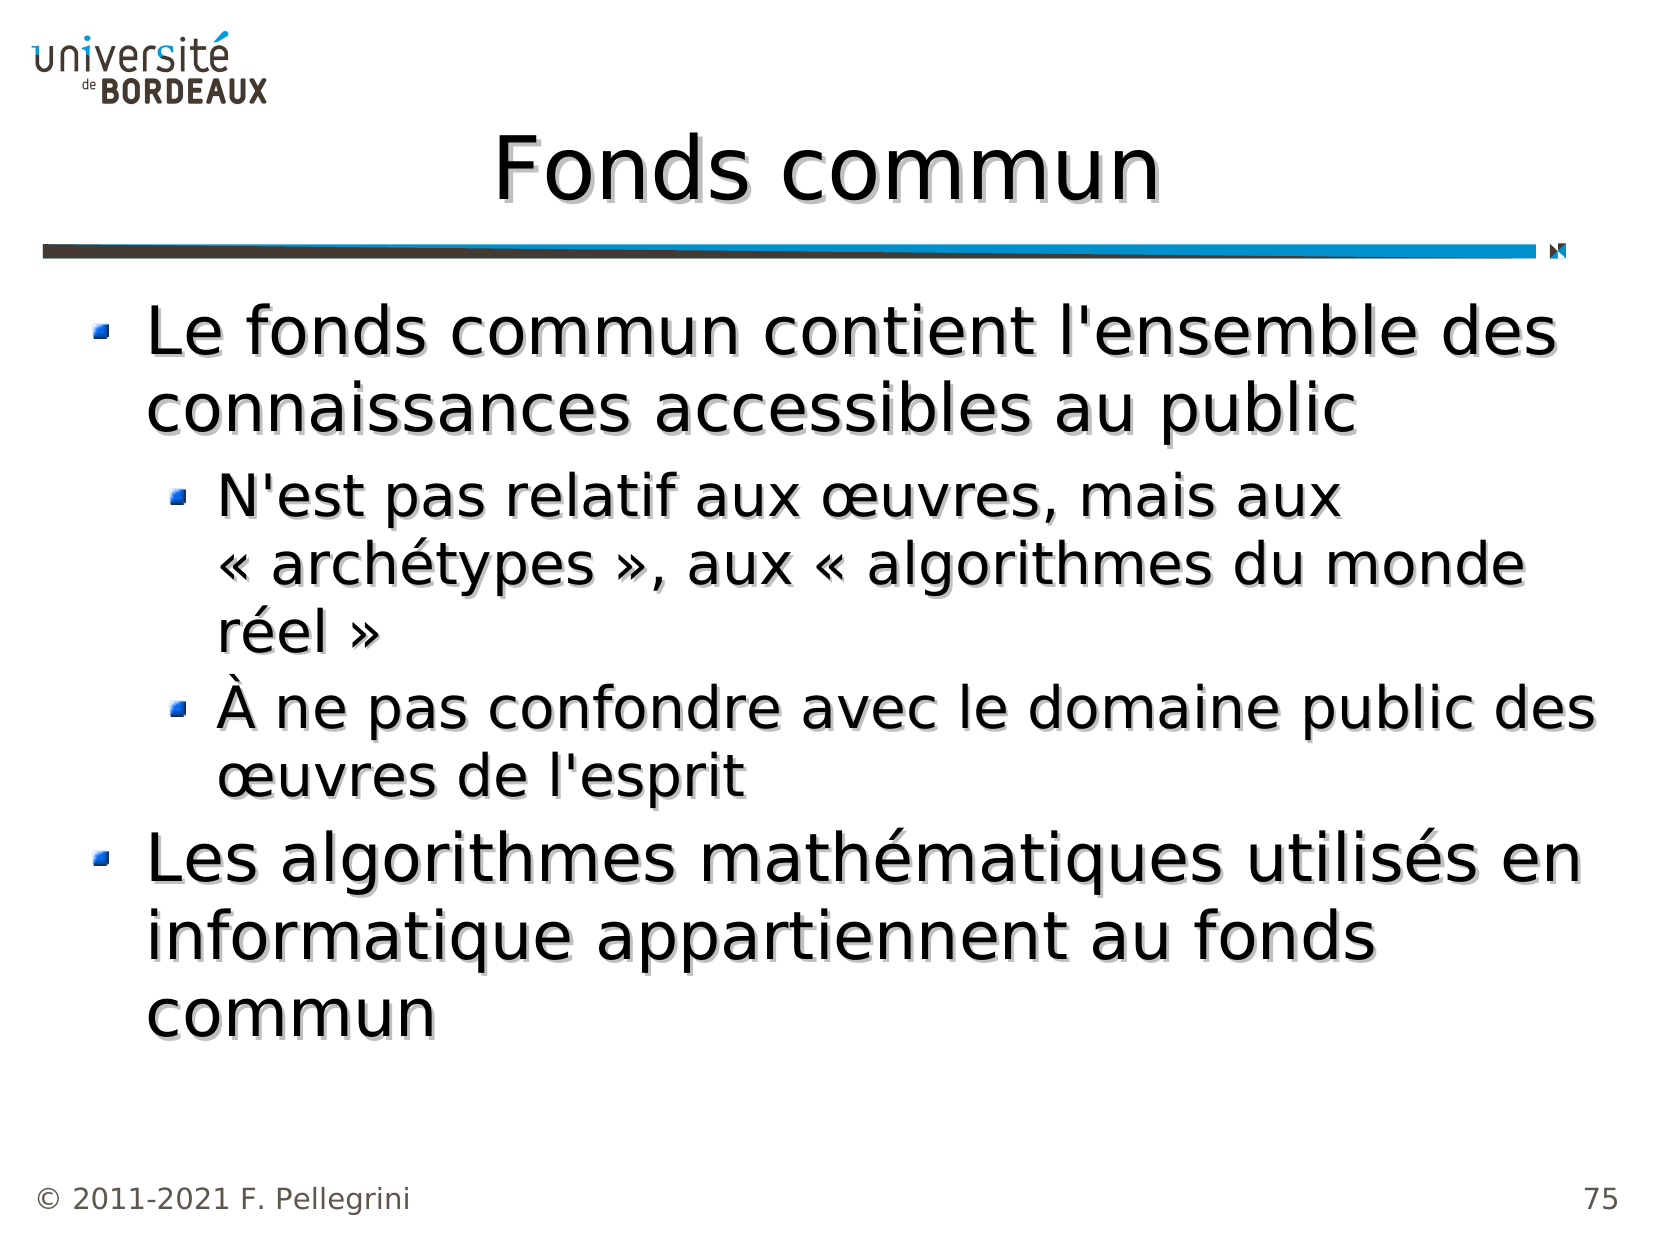 université
de BORDEAUX
Fonds commun
Le fonds commun contient l'ensemble des
connaissances accessibles au public
N'est pas relatif aux œuvres, mais aux
« archétypes », aux « algorithmes du monde
réel »
À ne pas confondre avec le domaine public des
œuvres de l'esprit
Les algorithmes mathématiques utilisés en
informatique appartiennent au fonds
commun
© 2011-2021 F. Pellegrini
75